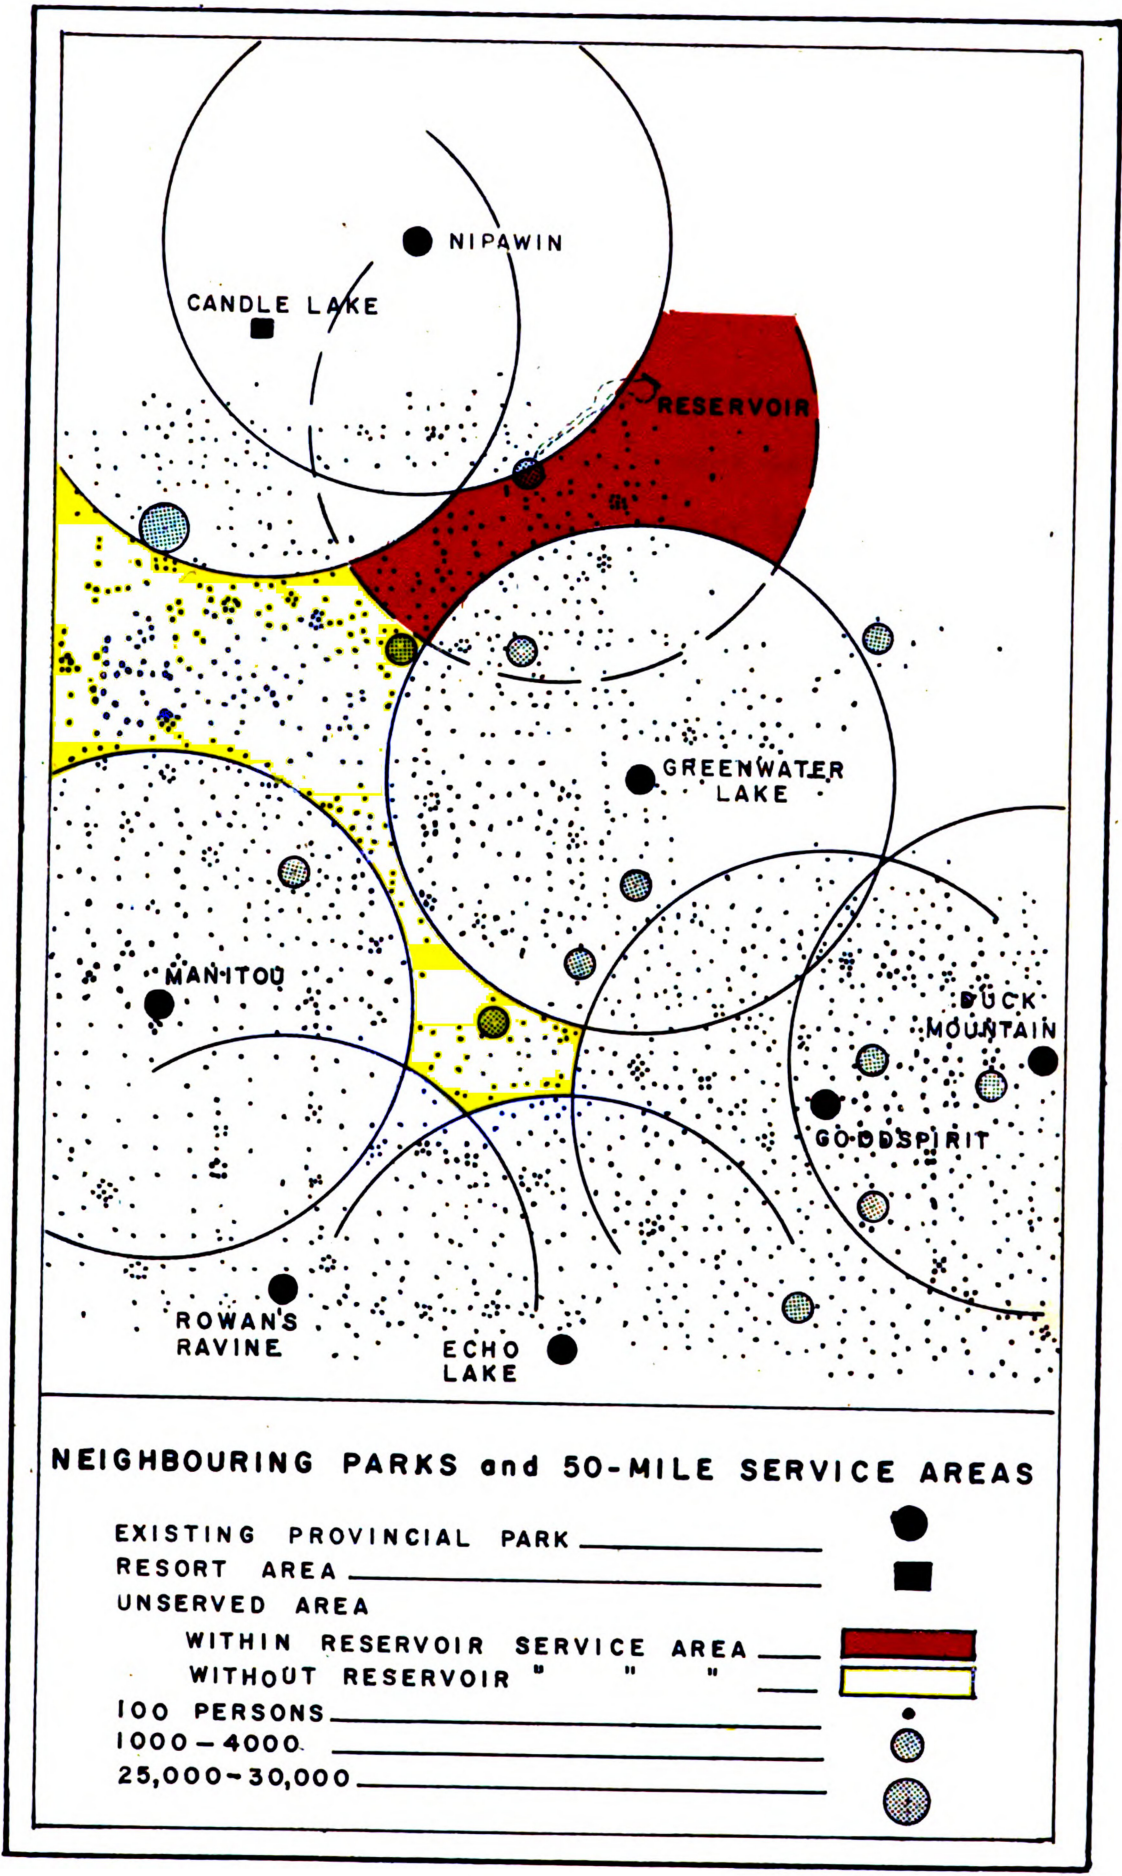 NIPAWIN
CANDLE LAKE
RESERVOIR
GREENWATER
LAKE
MANITOU
DUCK
MOUNTAIN
GOODSPIRIT
ROWAN'S
RAVINE
ECHO
LAKE
NEIGHBOURING PARKS and 50-MILE SERVICE AREAS
EXISTING PROVINCIAL PARK
RESORT AREA
UNSERVED AREA
WITHIN RESERVOIR SERVICE AREA
WITHOUT RESERVOIR " " "
100 PERSONS
1000-4000
25,000-30,000